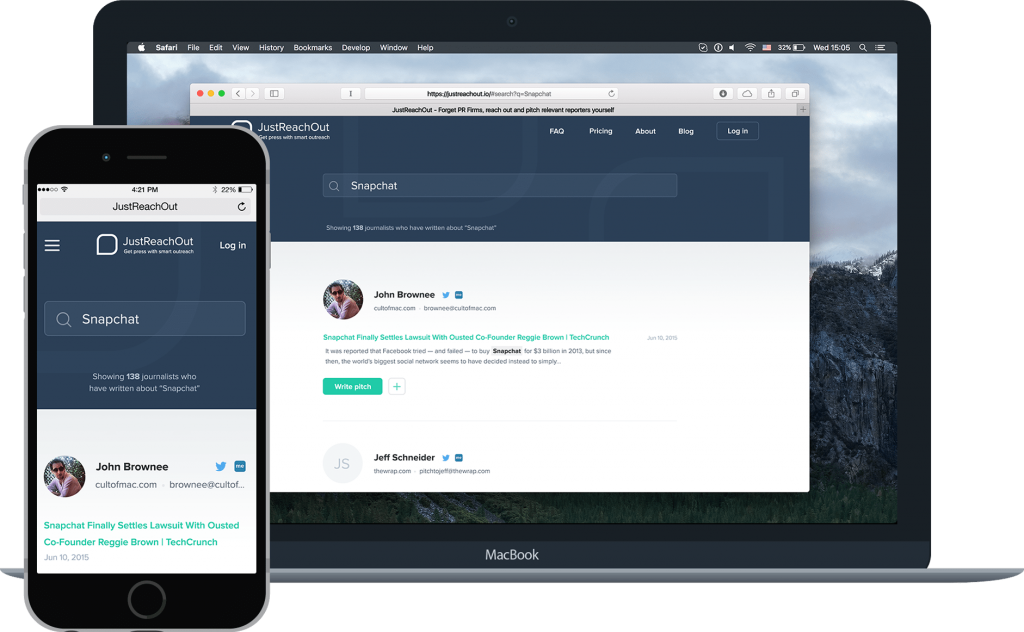 Safari File Edit View History Bookmarks Develop Window Help
32% Wed 15:05
https://justreachout.io/#search?q=Snapchat
JustReachOut - Forget PR Firms, reach out and pitch relevant reporters yourself
JustReachOut
Get press with smart outreach
FAQ Pricing About Blog Log in
Snapchat
Showing 138 journalists who have written about "Snapchat"
John Brownee me
cultofmac.com · brownee@cultofmac.com
Snapchat Finally Settles Lawsuit With Ousted Co-Founder Reggie Brown | TechCrunch
Jun 10, 2015
It was reported that Facebook tried — and failed — to buy Snapchat for $3 billion in 2013, but since
then, the world's biggest social network seems to have decided instead to simply...
Write pitch +
JS
Jeff Schneider me
thewrap.com · pitchtojeff@thewrap.com
MacBook
4:21 PM 22%
JustReachOut
JustReachOut
Get press with smart outreach
Log in
Snapchat
Showing 138 journalists who
have written about "Snapchat"
John Brownee me
cultofmac.com · brownee@cultof...
Snapchat Finally Settles Lawsuit With Ousted
Co-Founder Reggie Brown | TechCrunch
Jun 10, 2015